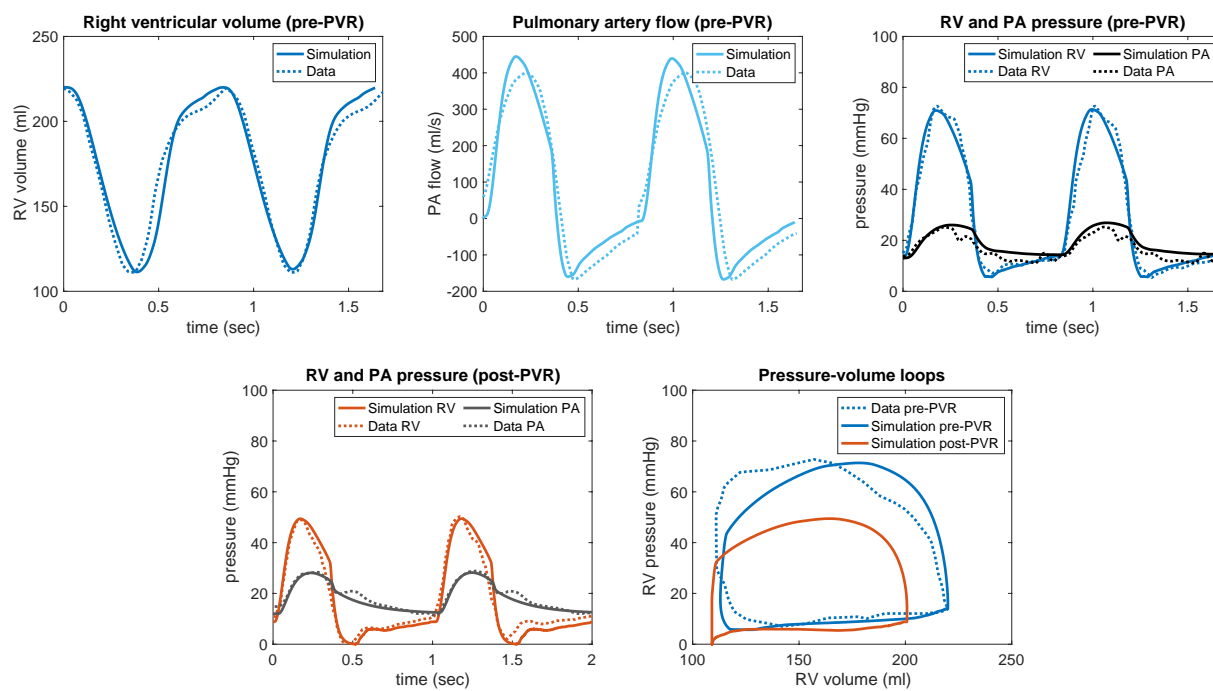 Right ventricular volume (pre-PVR)
250
200
150
100
RV volume (ml)
Simulation
Data
0
0.5
1
1.5
time (sec)
Pulmonary artery flow (pre-PVR)
500
400
300
200
100
0
-100
-200
PA flow (ml/s)
Simulation
Data
0
0.5
1
1.5
time (sec)
RV and PA pressure (pre-PVR)
100
80
60
40
20
0
pressure (mmHg)
Simulation RV
Data RV
Simulation PA
Data PA
0
0.5
1
1.5
time (sec)
RV and PA pressure (post-PVR)
100
80
60
40
20
0
pressure (mmHg)
Simulation RV
Data RV
Simulation PA
Data PA
0
0.5
1
1.5
2
time (sec)
Pressure-volume loops
100
80
60
40
20
0
RV pressure (mmHg)
Data pre-PVR
Simulation pre-PVR
Simulation post-PVR
100
150
200
250
RV volume (ml)